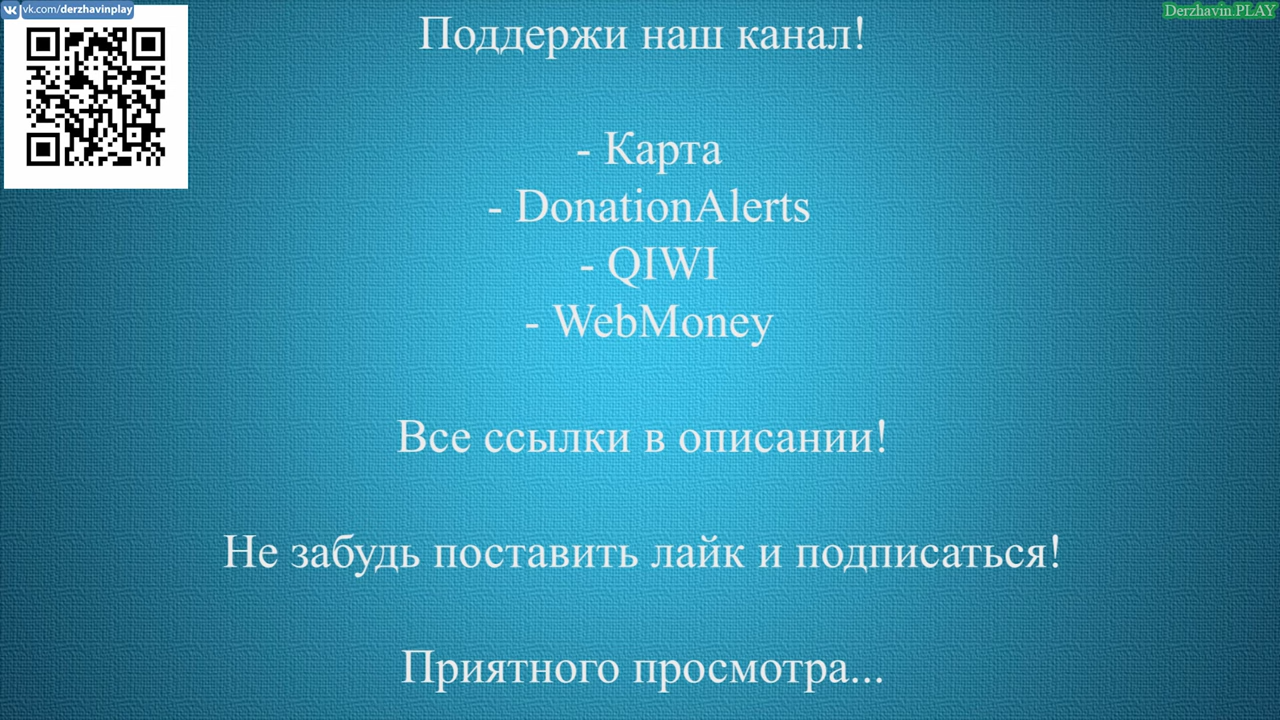 vk.com/derzhavinplay
Derzhavin.PLAY
Поддержи наш канал!
- Карта
- DonationAlerts
- QIWI
- WebMoney
Все ссылки в описании!
Не забудь поставить лайк и подписаться!
Приятного просмотра...